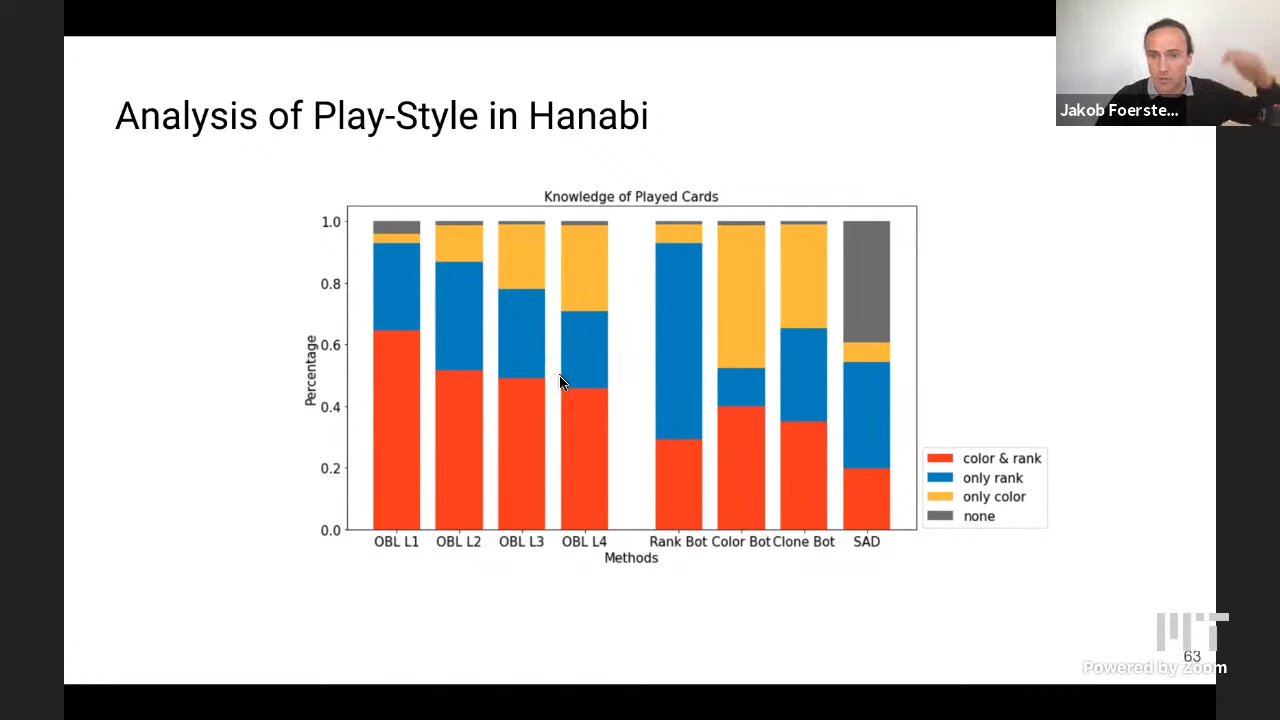 Jakob Foerste...
Analysis of Play-Style in Hanabi
Knowledge of Played Cards
1.0
0.8
0.6
0.4
0.2
0.0
Percentage
OBL L1 OBL L2 OBL L3 OBL L4 Rank Bot Color Bot Clone Bot SAD
Methods
color & rank
only rank
only color
none
MIT
63
Powered by Zoom